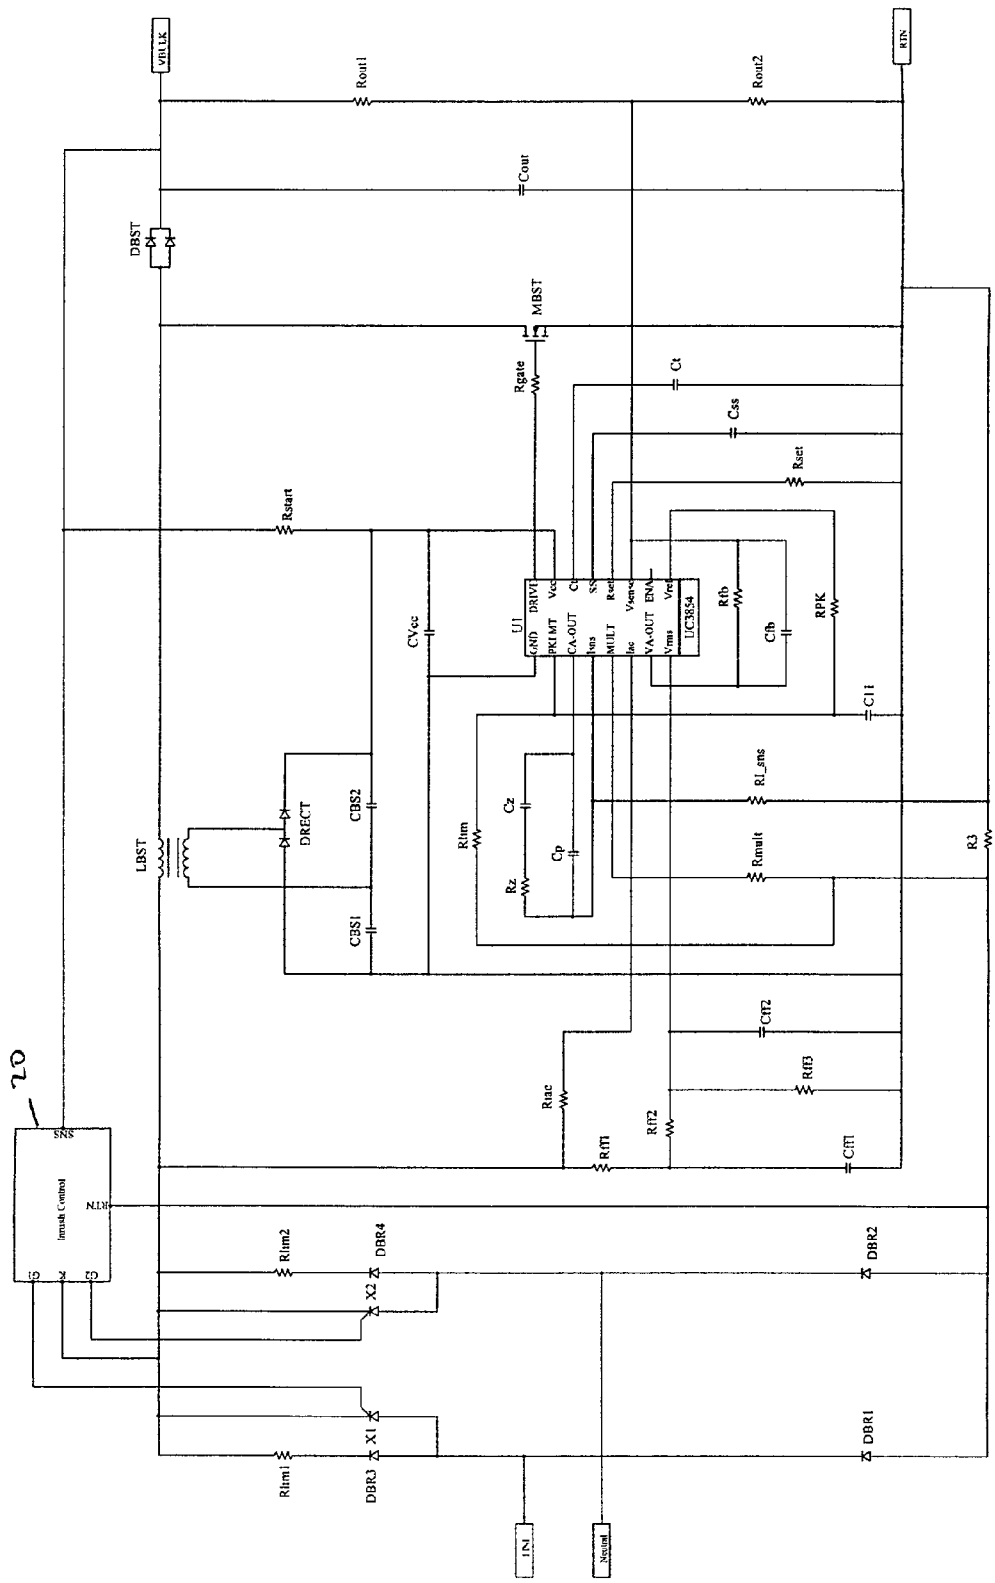 VBULK
RTN
Rout1
Rout2
Cout
DBST
MBST
Rgate
Ct
Css
Rset
Rstart
CVcc
U1
GND
DRIVE
PKLMT
Vcc
CA-OUT
Ct
Isns
SS
MULT
Rset
Iac
Vsense
VA-OUT
ENA
Vrms
Vref
UC3854
Rfb
Cfb
RPK
C11
LBST
DRECT
CBS2
CBS1
Cz
Rz
Cp
Rlim
RI_sns
Rmult
R3
20
SNS
Inrush Control
RTN
G1
K
G2
Riac
Rff1
Rff2
Cff2
Rff3
Cff1
Rlim2
DBR4
X2
DBR2
X1
Rlim1
DBR3
DBR1
LINE
Neutral